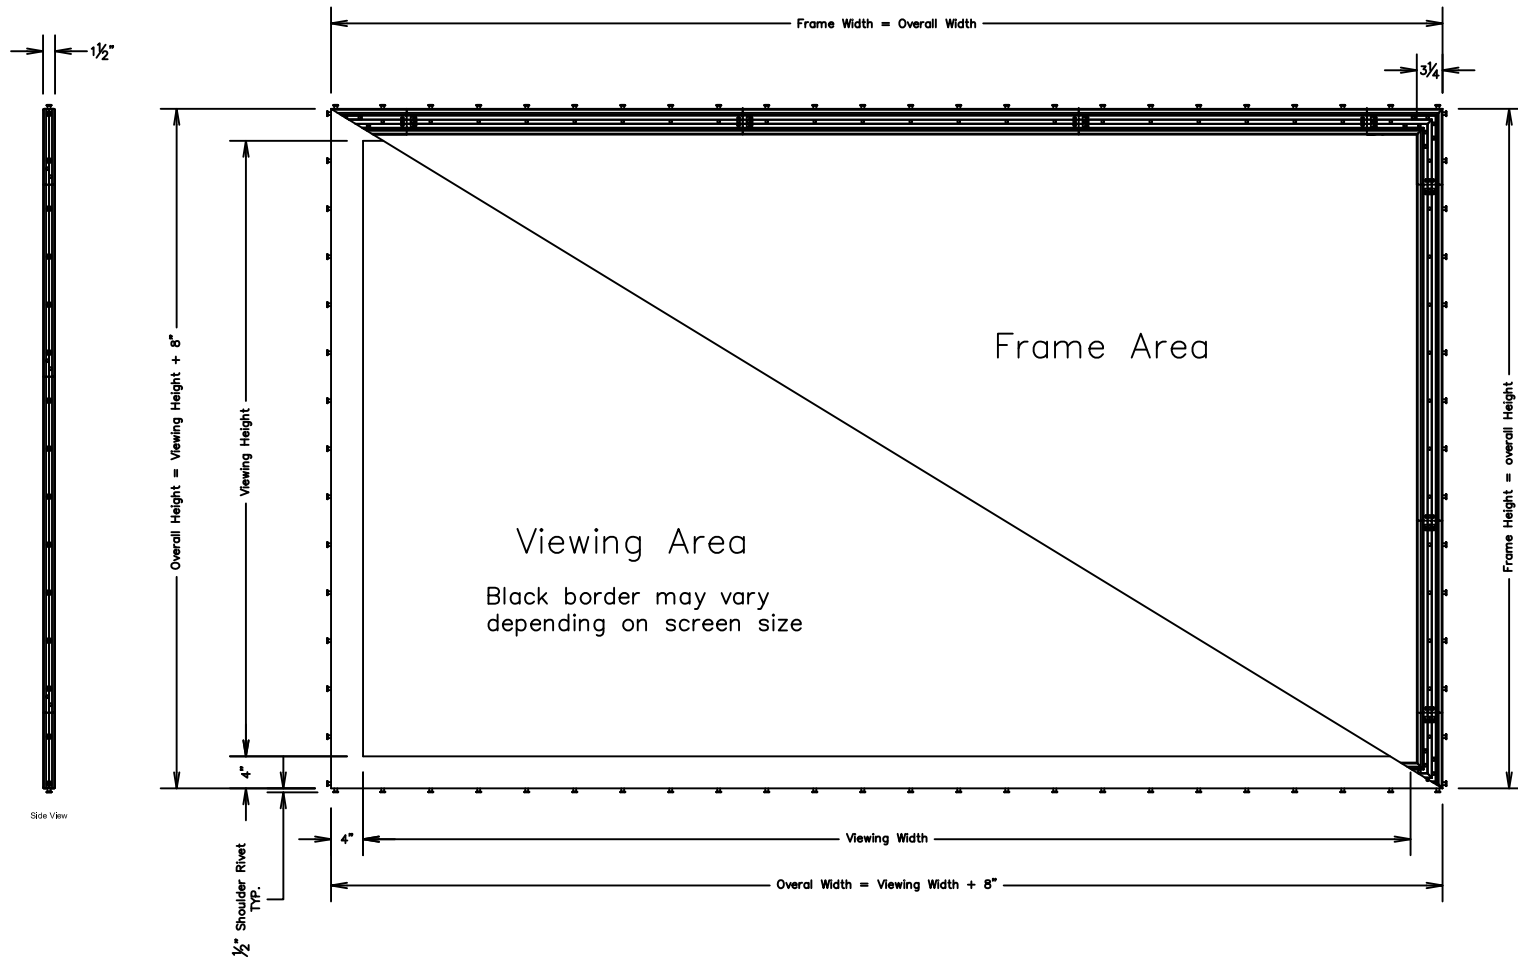 Frame Width = Overall Width
1½"
3¼
Overall Height = Viewing Height + 8"
Viewing Height
Frame Area
Frame Height = overall Height
Viewing Area
Black border may vary
depending on screen size
4"
Side View
4"
Viewing Width
½" Shoulder Rivet
TYP.
Overal Width = Viewing Width + 8"